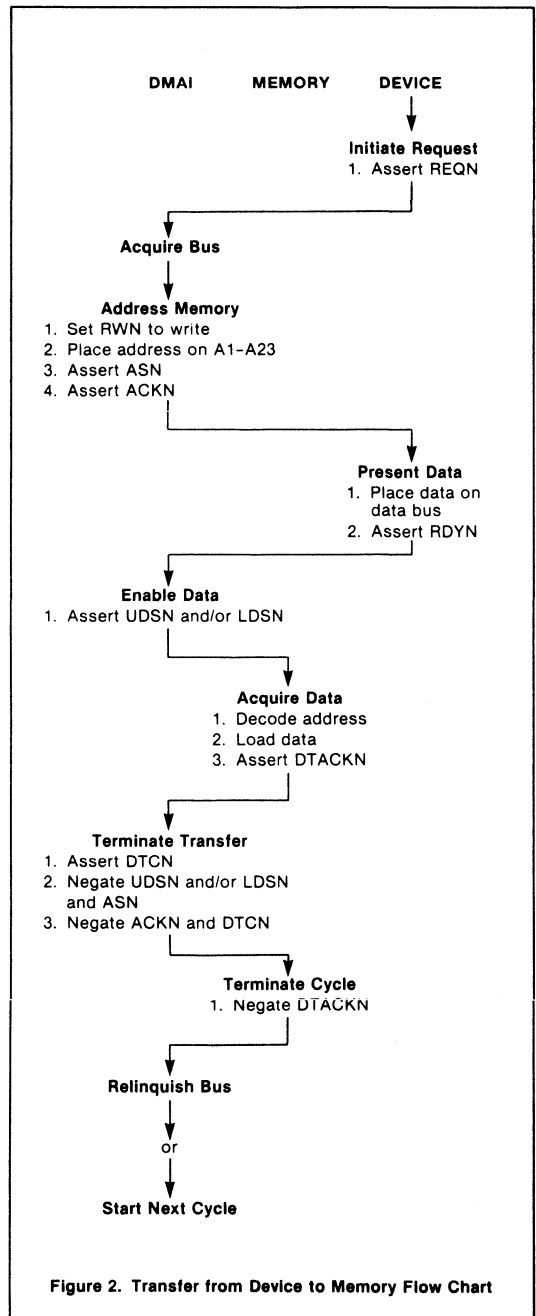 DMAI MEMORY DEVICE
Initiate Request
1. Assert REQN
Acquire Bus
Address Memory
1. Set RWN to write
2. Place address on A1–A23
3. Assert ASN
4. Assert ACKN
Present Data
1. Place data on
data bus
2. Assert RDYN
Enable Data
1. Assert UDSN and/or LDSN
Acquire Data
1. Decode address
2. Load data
3. Assert DTACKN
Terminate Transfer
1. Assert DTCN
2. Negate UDSN and/or LDSN
and ASN
3. Negate ACKN and DTCN
Terminate Cycle
1. Negate DTACKN
Relinquish Bus
or
Start Next Cycle
Figure 2. Transfer from Device to Memory Flow Chart